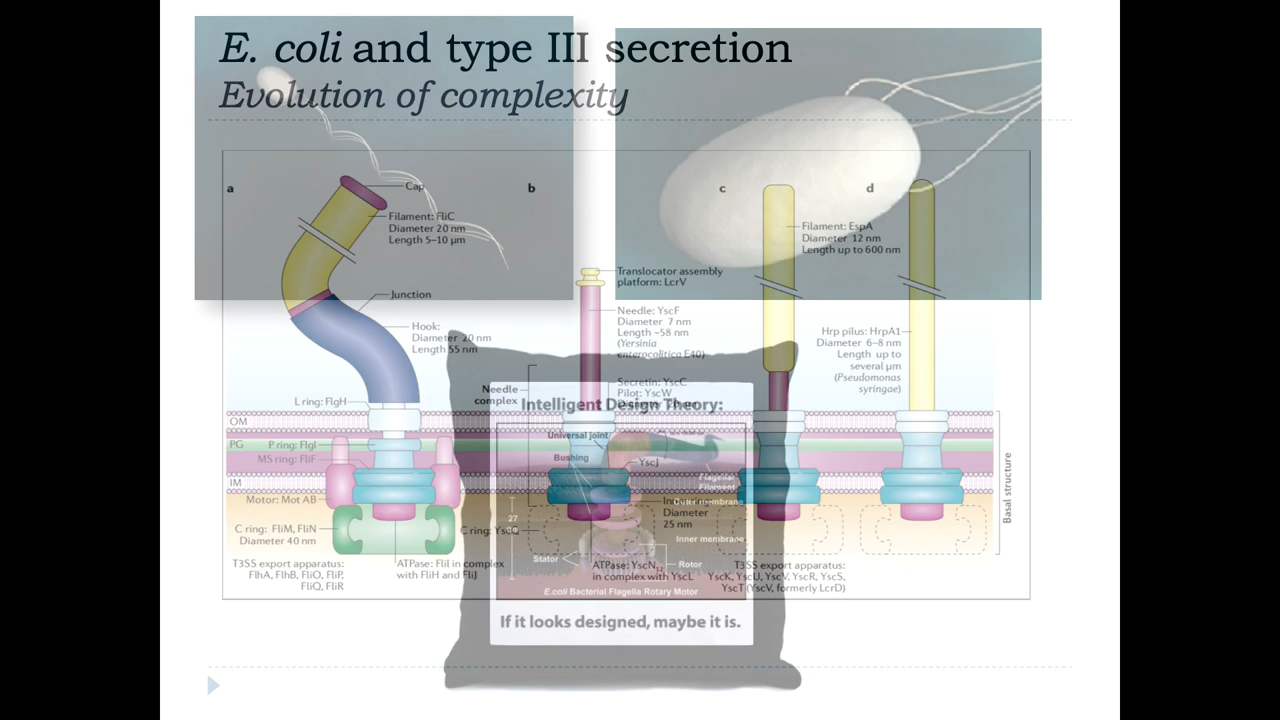 E. coli and type III secretion
Evolution of complexity
a
b
c
d
Cap
Filament: FliC
Diameter 20 nm
Length 5–10 μm
Junction
Hook:
Diameter 20 nm
Length 55 nm
L ring: FlgH
OM
PG
P ring: FlgI
MS ring: FliF
IM
Motor: Mot AB
C ring: FliM, FliN
Diameter 40 nm
T3SS export apparatus:
FlhA, FlhB, FliO, FliP,
FliQ, FliR
ATPase: FliI in complex
with FliH and FliJ
Translocator assembly
platform: LcrV
Needle: YscF
Diameter 7 nm
Length ~58 nm
(Yersinia
enterocolitica E40)
Needle
complex
Secretin: YscC
Pilot: YscW
YscJ
Diameter
25 nm
C ring: YscQ
ATPase: YscN
in complex with YscL
Filament: EspA
Diameter 12 nm
Length up to 600 nm
Hrp pilus: HrpA1
Diameter 6–8 nm
Length up to
several μm
(Pseudomonas
syringae)
T3SS export apparatus:
YscK, YscU, YscV, YscR, YscS,
YscT (YscV, formerly LcrD)
Basal structure
Intelligent Design Theory:
Universal joint
Bushing
Flagellar
Filament
Outer membrane
27
Inner membrane
Stator
Rotor
E.coli Bacterial Flagella Rotary Motor
If it looks designed, maybe it is.